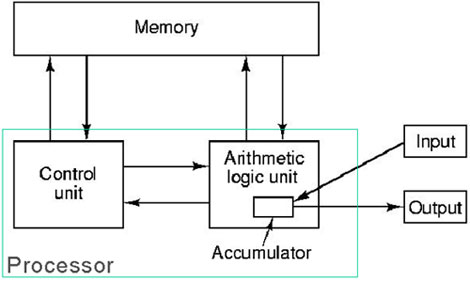 Memory
Control
unit
Arithmetic
logic unit
Input
Output
Accumulator
Processor